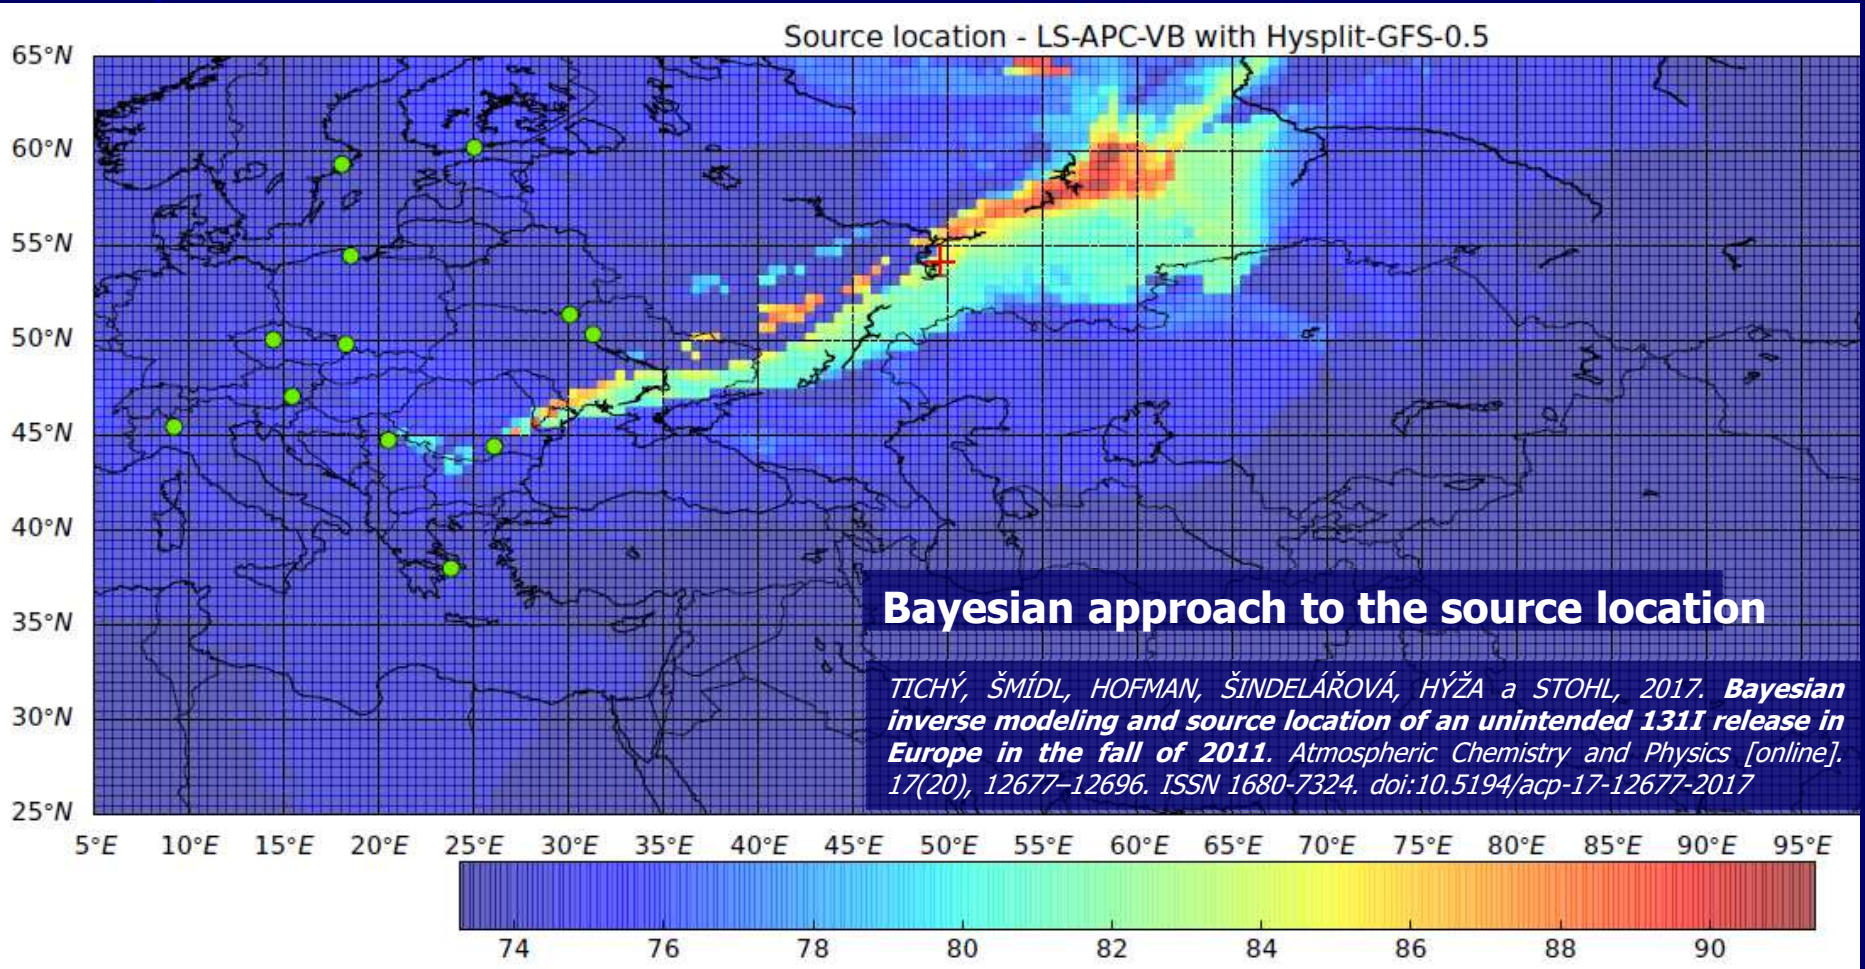 Source location - LS-APC-VB with Hysplit-GFS-0.5
65°N
60°N
55°N
50°N
45°N
40°N
35°N
30°N
25°N
Bayesian approach to the source location
TICHÝ, ŠMÍDL, HOFMAN, ŠINDELÁŘOVÁ, HÝŽA a STOHL, 2017. Bayesian
inverse modeling and source location of an unintended 131I release in
Europe in the fall of 2011. Atmospheric Chemistry and Physics [online].
17(20), 12677–12696. ISSN 1680-7324. doi:10.5194/acp-17-12677-2017
5°E 10°E 15°E 20°E 25°E 30°E 35°E 40°E 45°E 50°E 55°E 60°E 65°E 70°E 75°E 80°E 85°E 90°E 95°E
74 76 78 80 82 84 86 88 90